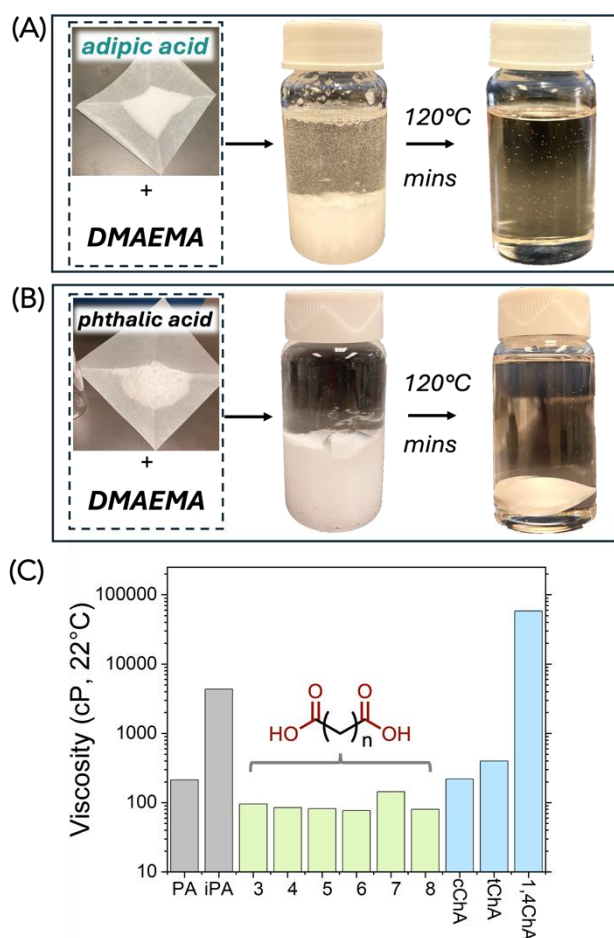 (A)
adipic acid
+
DMAEMA
120°C
mins
(B)
phthalic acid
+
DMAEMA
120°C
mins
(C)
Viscosity (cP, 22°C)
100000
10000
1000
100
10
O
O
HO
( )n
OH
PA
iPA
3
4
5
6
7
8
cChA
tChA
1,4ChA